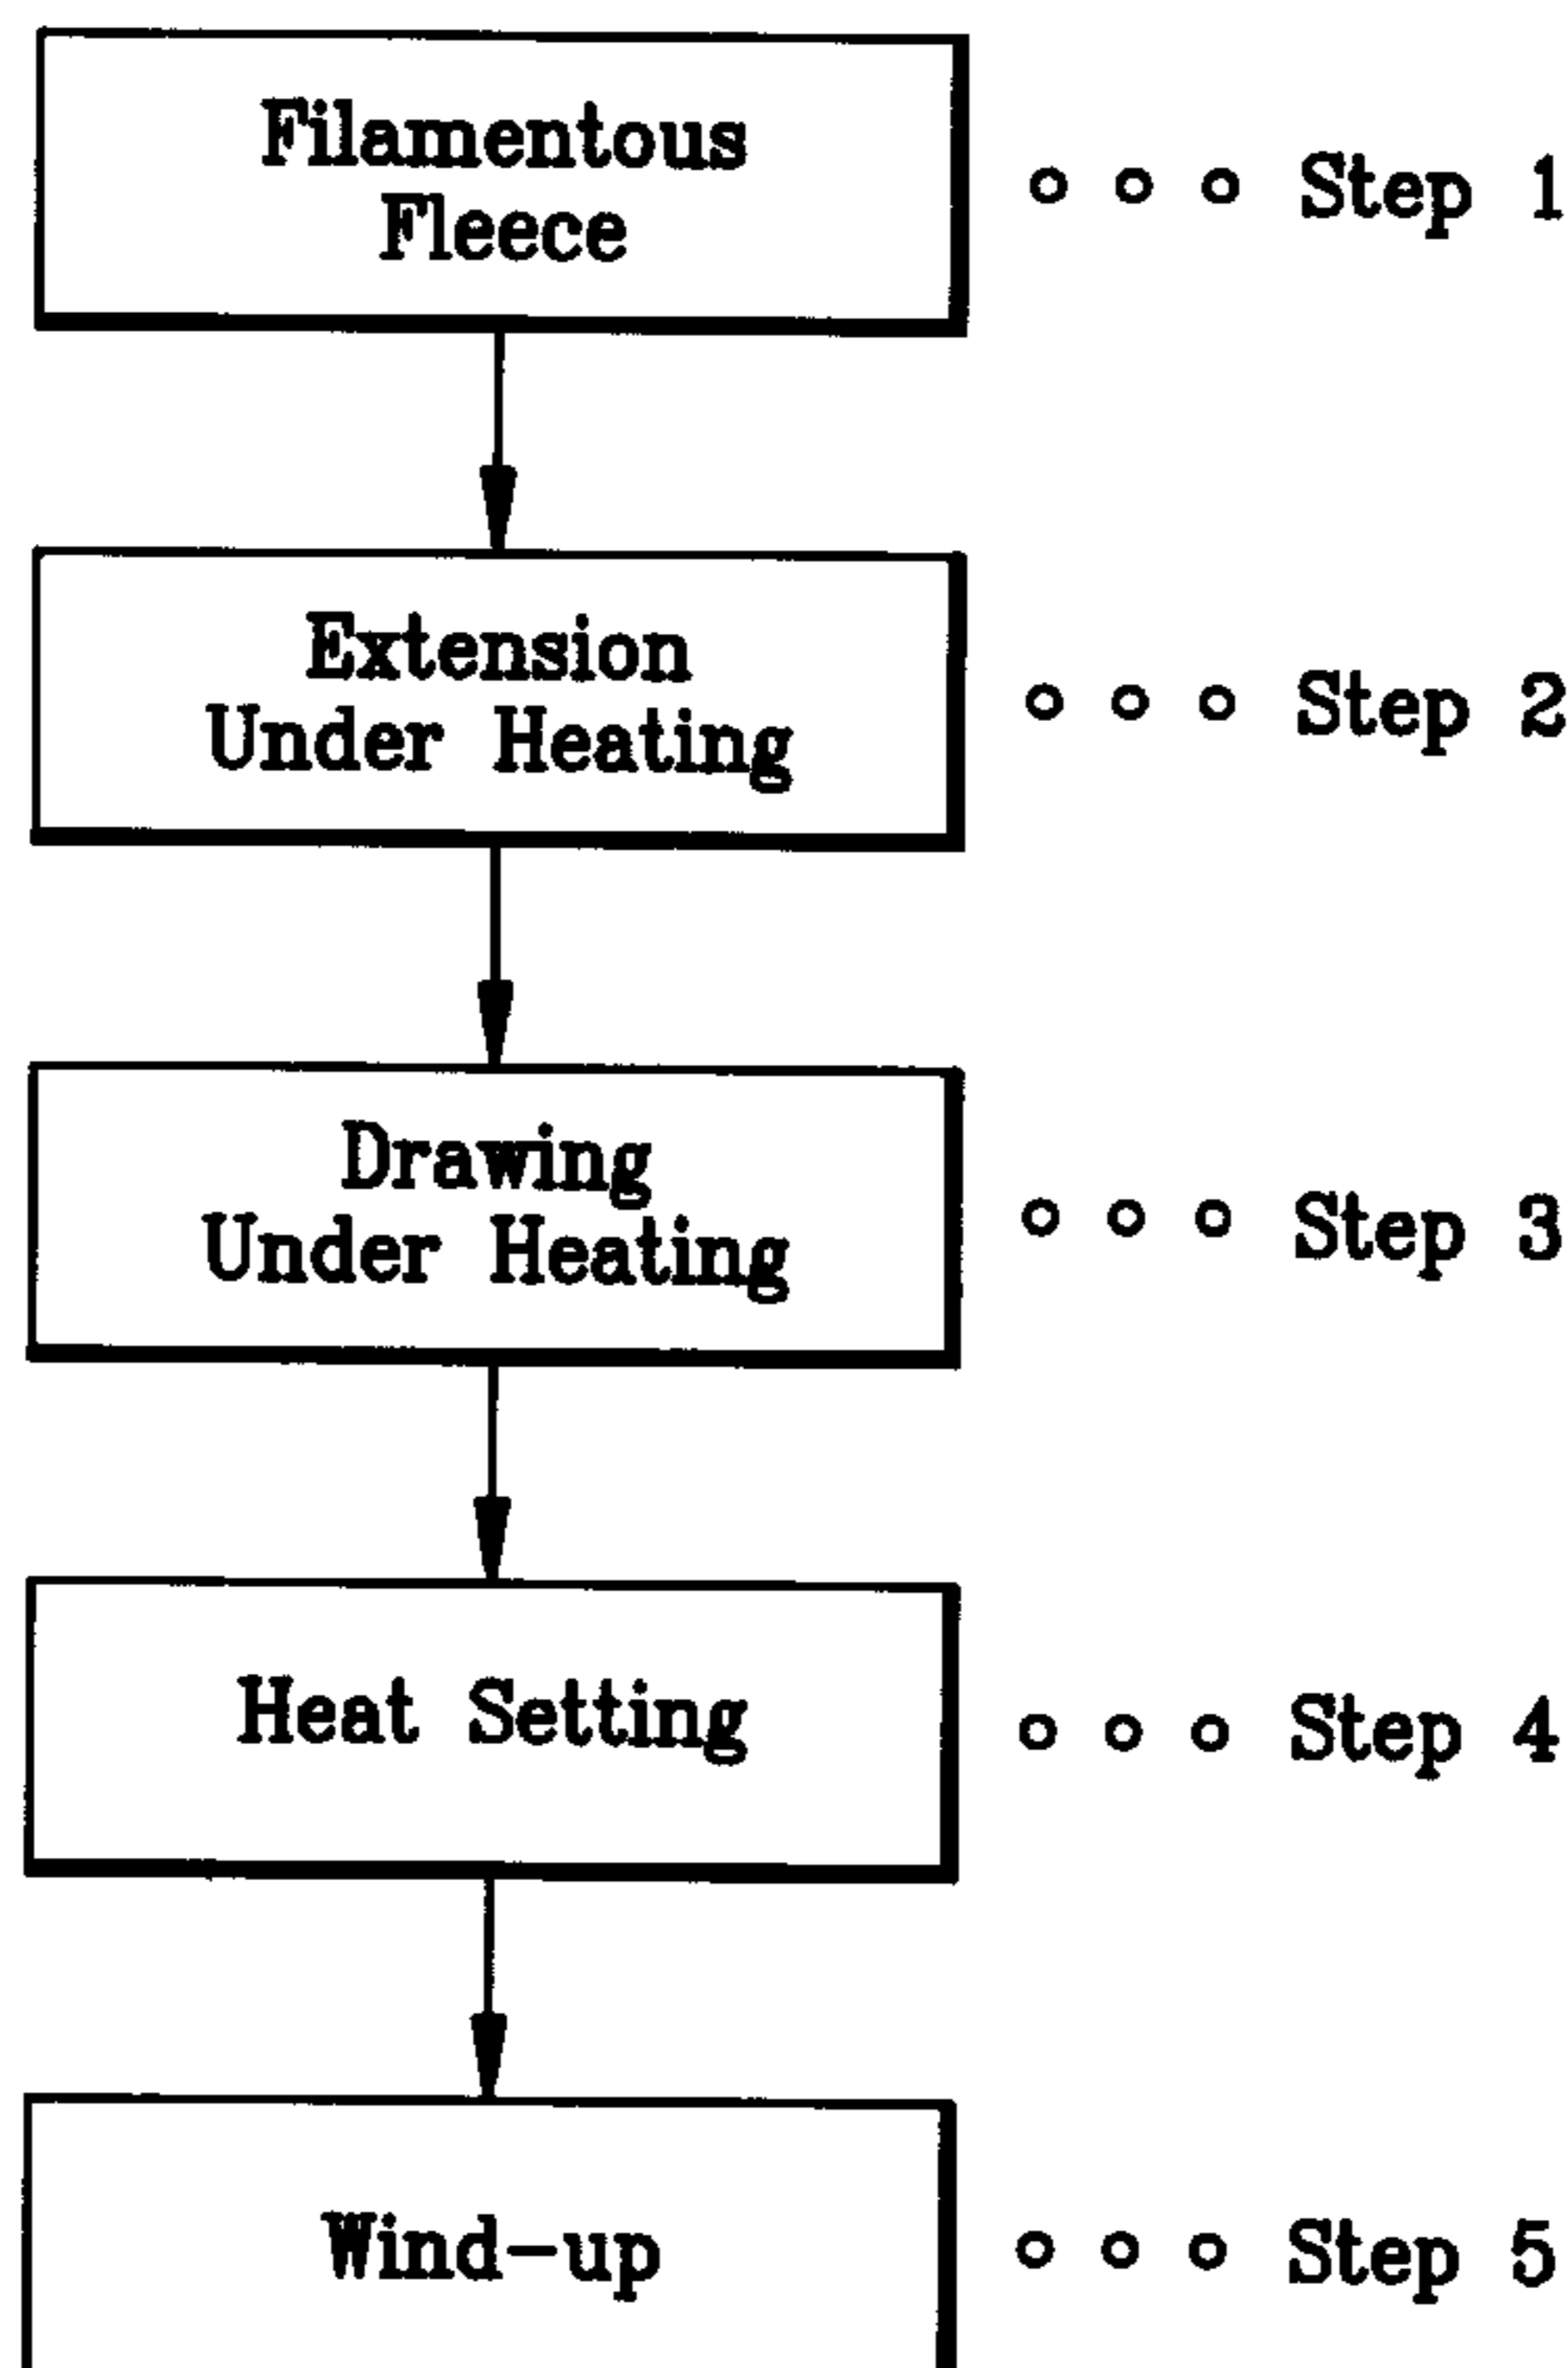 Filamentous
Fleece
Step 1
Extension
Under Heating
Step 2
Drawing
Under Heating
Step 3
Heat Setting
Step 4
Wind-up
Step 5